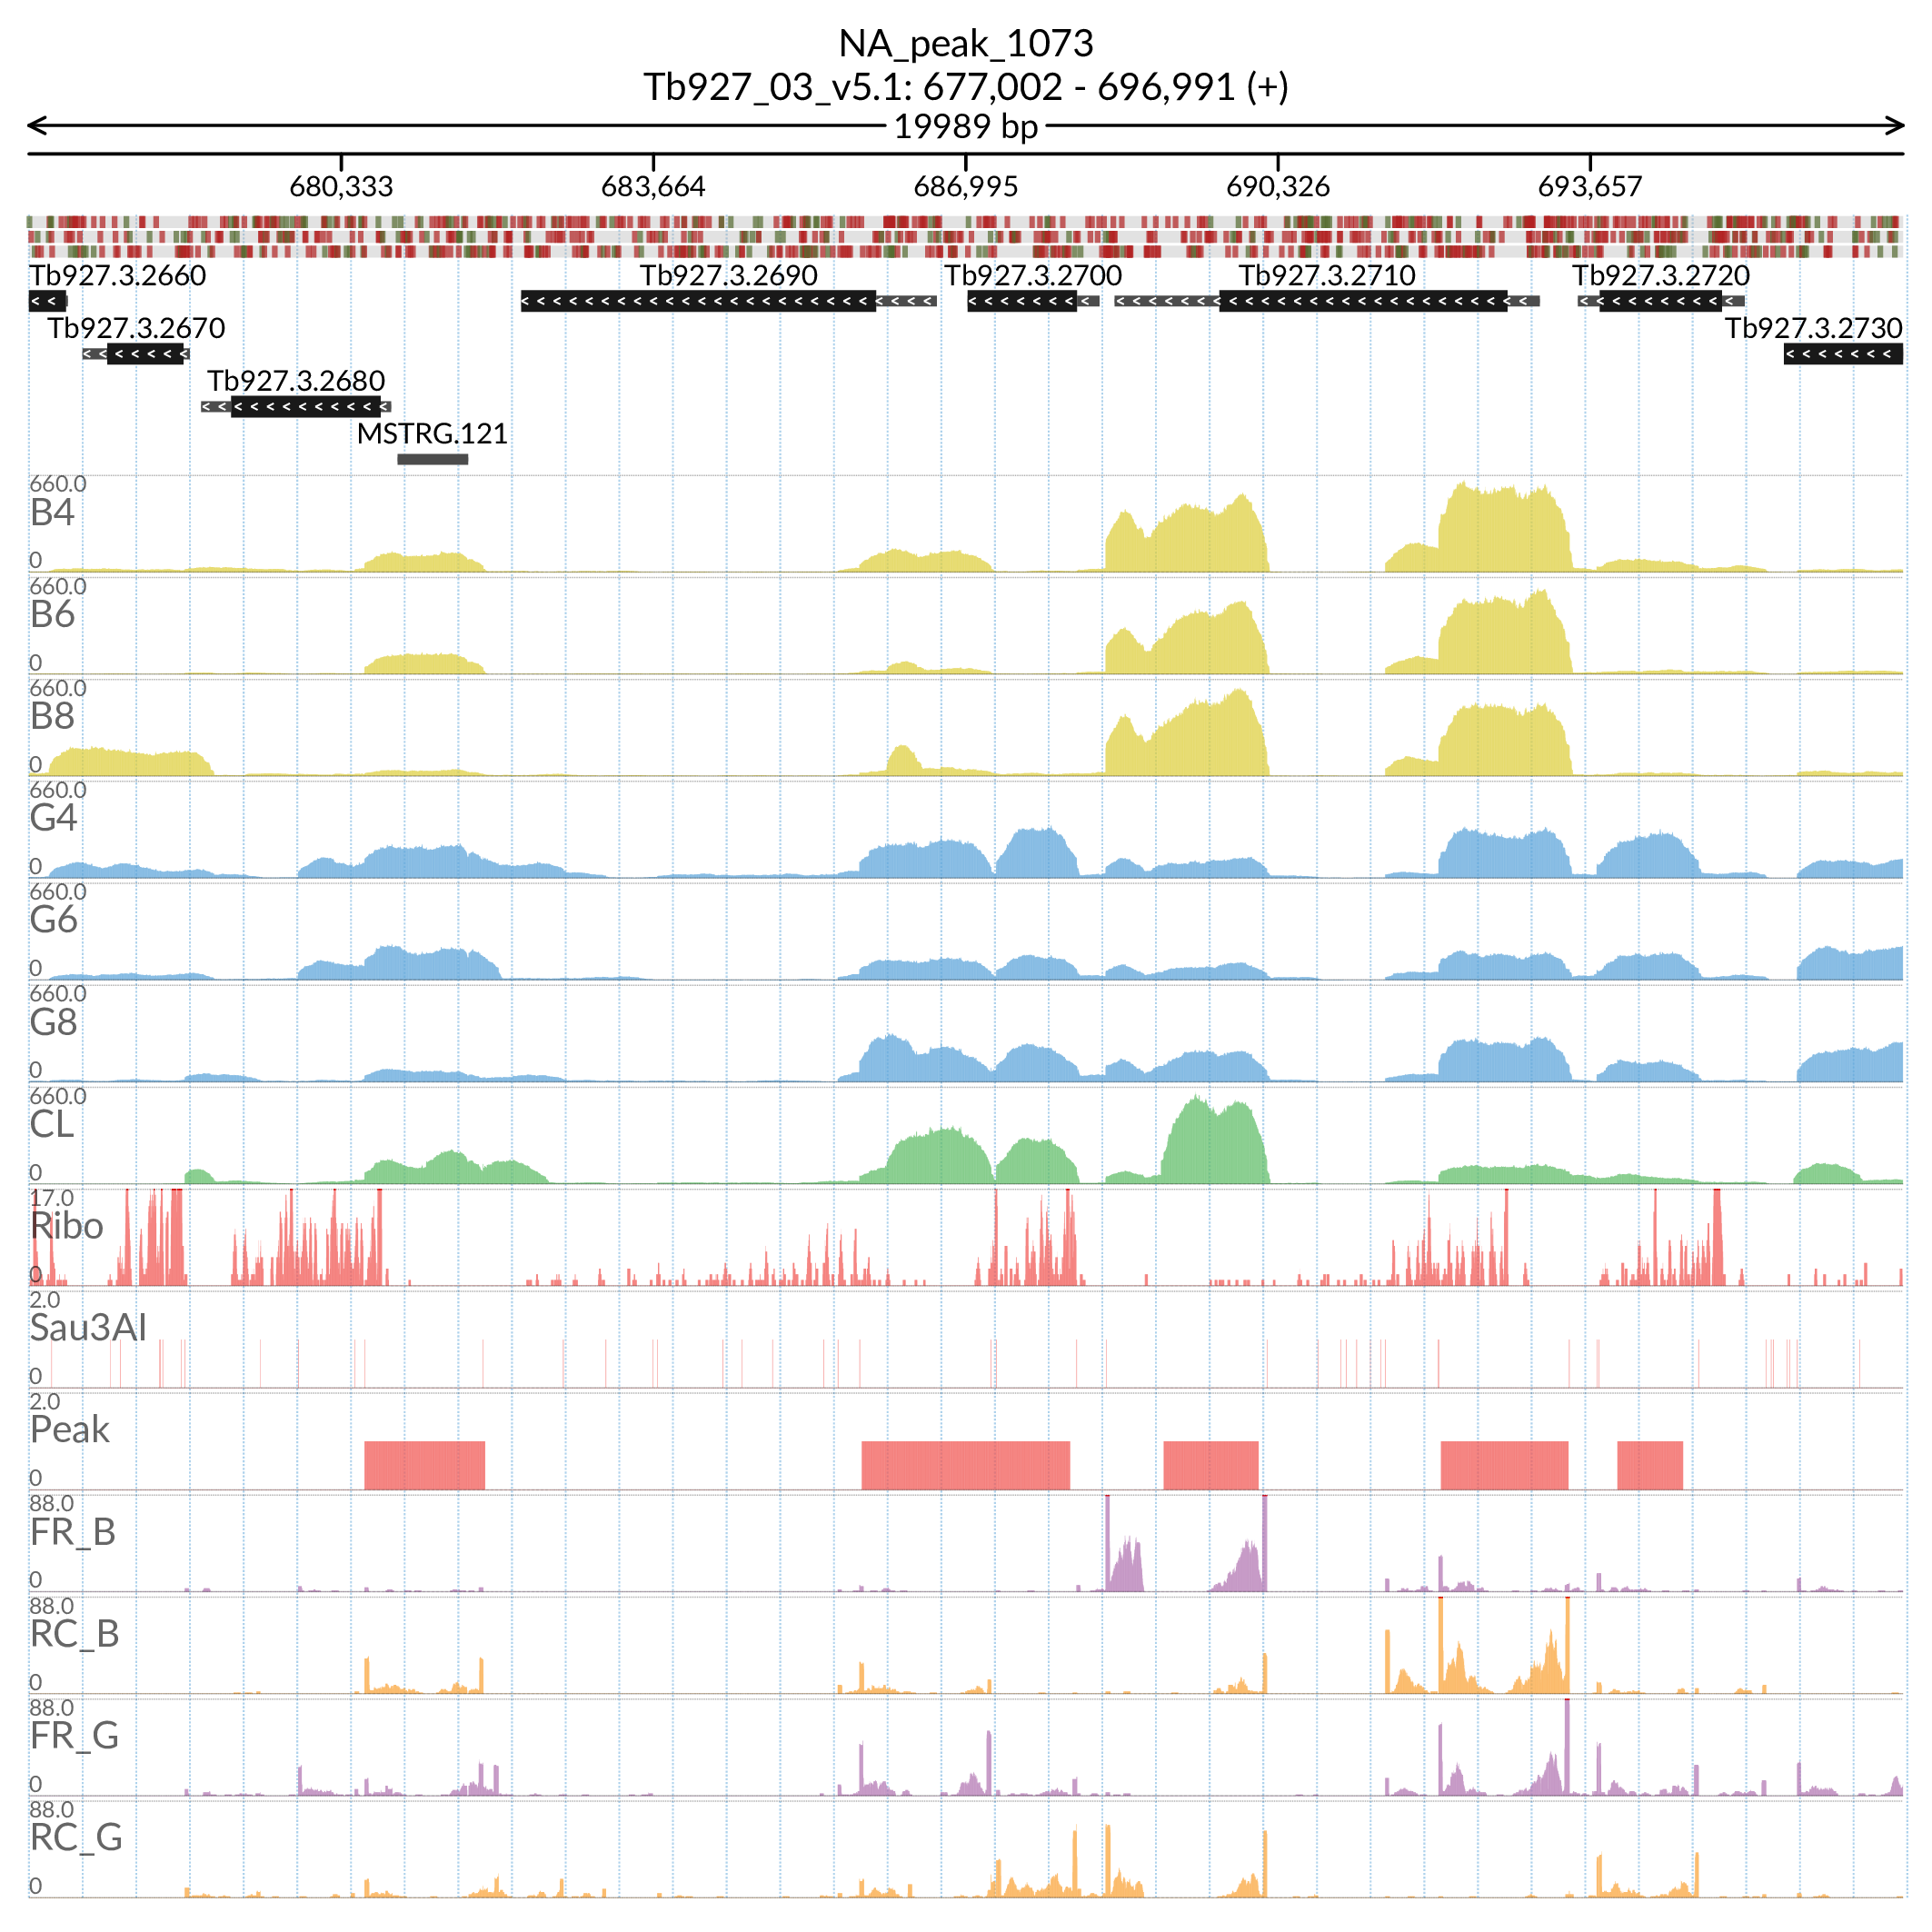 NA_peak_1073
Tb927_03_v5.1: 677,002 - 696,991 (+)
19989 bp
680,333 683,664 686,995 690,326 693,657
Tb927.3.2660 Tb927.3.2690 Tb927.3.2700 Tb927.3.2710 Tb927.3.2720
Tb927.3.2670 Tb927.3.2730
Tb927.3.2680
MSTRG.121
660.0
B4
0
660.0
B6
0
660.0
B8
0
660.0
G4
0
660.0
G6
0
660.0
G8
0
660.0
CL
0
17.0
Ribo
0
2.0
Sau3AI
0
2.0
Peak
0
88.0
FR_B
0
88.0
RC_B
0
88.0
FR_G
0
88.0
RC_G
0